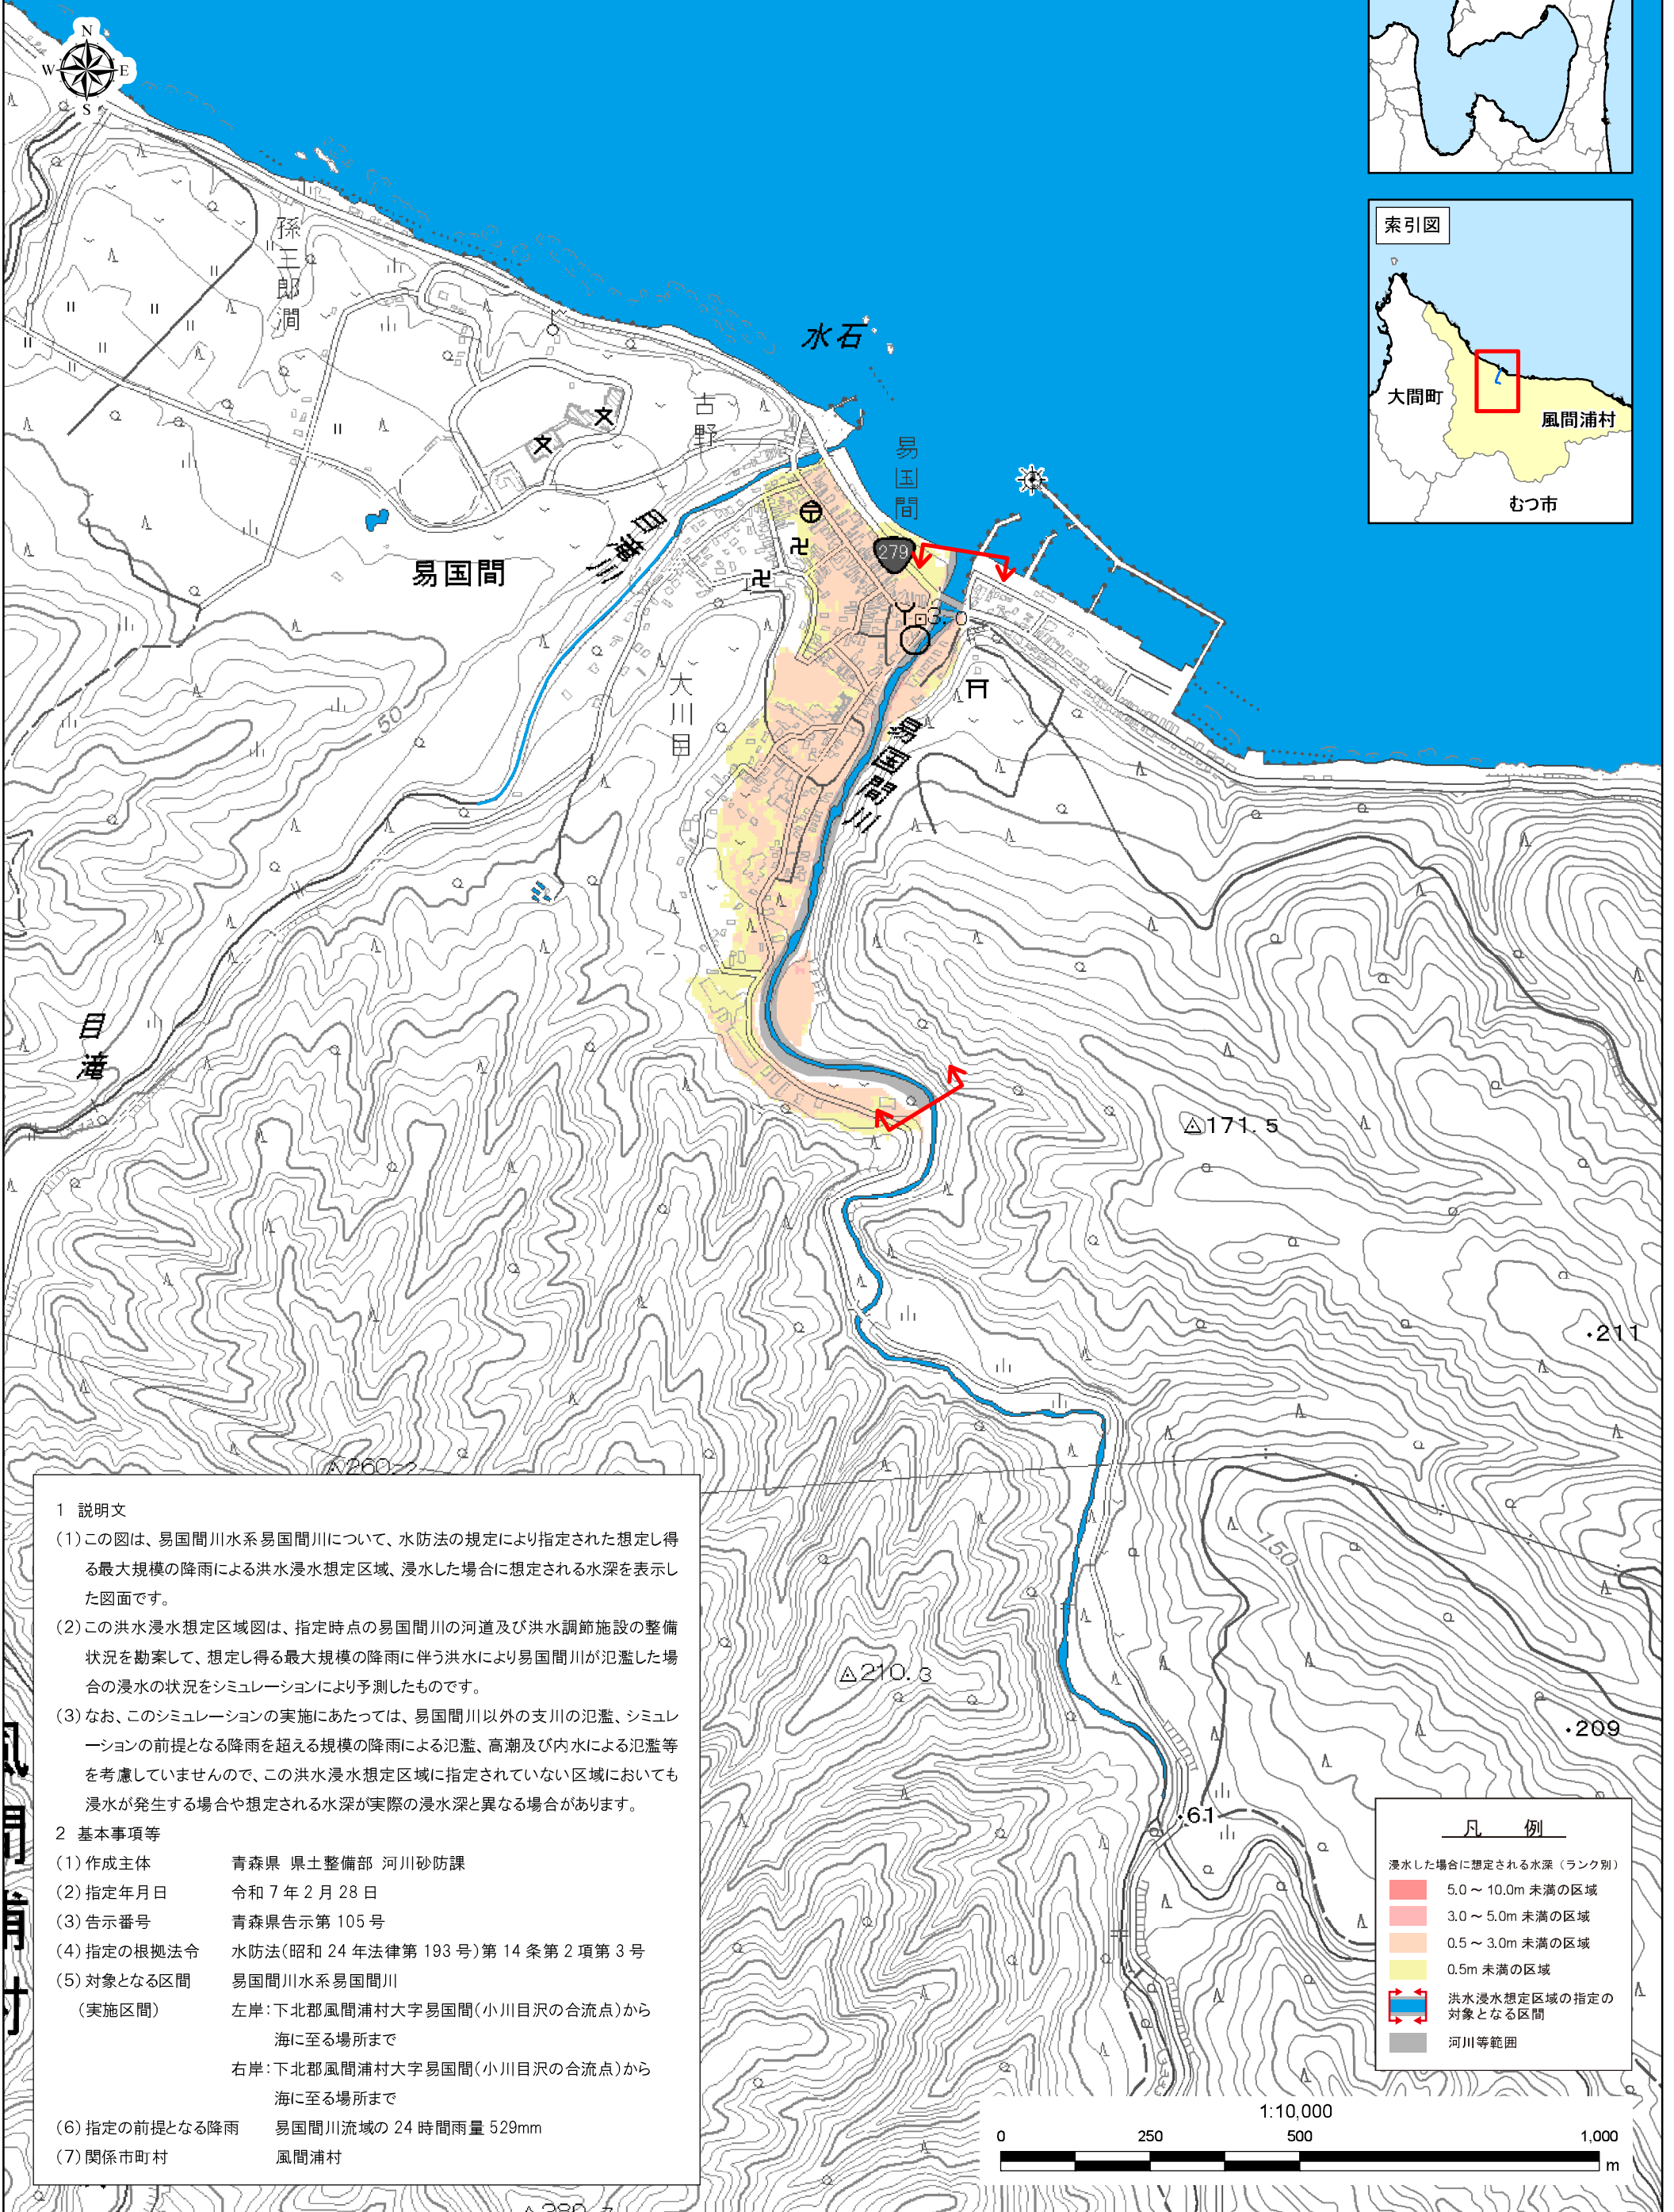 N
W E
S
索引図
大間町
風間浦村
むつ市
孫三郎澗
水石
古野
易国間
279
目滝川
易国間
3.0
大川目
50
易国間川
目滝
171.5
211
260.2
150
210.3
209
61
風間浦村
1 説明文
(1)この図は、易国間川水系易国間川について、水防法の規定により指定された想定し得
る最大規模の降雨による洪水浸水想定区域、浸水した場合に想定される水深を表示し
た図面です。
(2)この洪水浸水想定区域図は、指定時点の易国間川の河道及び洪水調節施設の整備
状況を勘案して、想定し得る最大規模の降雨に伴う洪水により易国間川が氾濫した場
合の浸水の状況をシミュレーションにより予測したものです。
(3)なお、このシミュレーションの実施にあたっては、易国間川以外の支川の氾濫、シミュレ
ーションの前提となる降雨を超える規模の降雨による氾濫、高潮及び内水による氾濫等
を考慮していませんので、この洪水浸水想定区域に指定されていない区域においても
浸水が発生する場合や想定される水深が実際の浸水深と異なる場合があります。
2 基本事項等
(1)作成主体 青森県 県土整備部 河川砂防課
(2)指定年月日 令和7年2月28日
(3)告示番号 青森県告示第105号
(4)指定の根拠法令 水防法(昭和24年法律第193号)第14条第2項第3号
(5)対象となる区間 易国間川水系易国間川
(実施区間) 左岸:下北郡風間浦村大字易国間(小川目沢の合流点)から
海に至る場所まで
右岸:下北郡風間浦村大字易国間(小川目沢の合流点)から
海に至る場所まで
(6)指定の前提となる降雨 易国間川流域の24時間雨量529mm
(7)関係市町村 風間浦村
凡 例
浸水した場合に想定される水深(ランク別)
5.0~10.0m未満の区域
3.0~5.0m未満の区域
0.5~3.0m未満の区域
0.5m未満の区域
洪水浸水想定区域の指定の
対象となる区間
河川等範囲
1:10,000
0 250 500 1,000
m